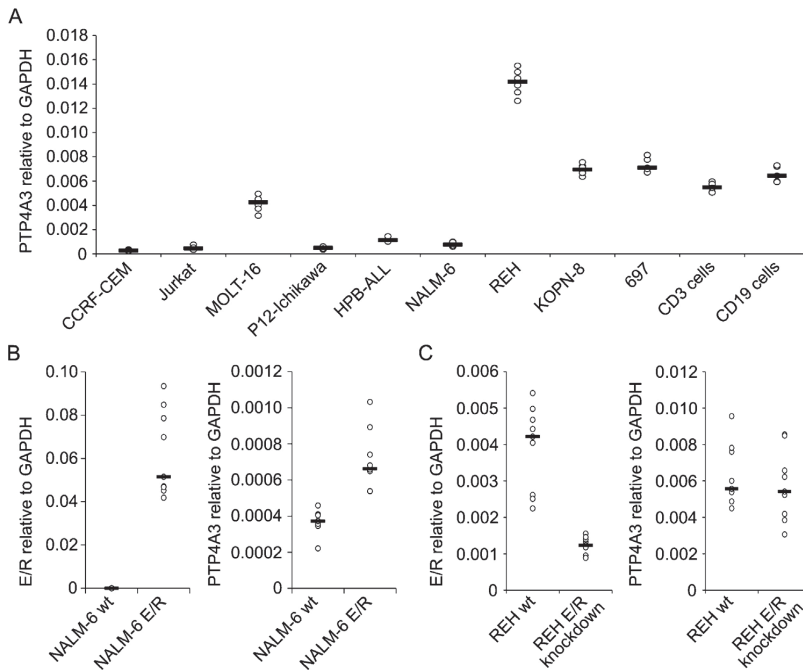 A
PTP4A3 relative to GAPDH
0.018
0.016
0.014
0.012
0.010
0.008
0.006
0.004
0.002
0
CCRF-CEM
Jurkat
MOLT-16
P12-Ichikawa
HPB-ALL
NALM-6
REH
KOPN-8
697
CD3 cells
CD19 cells
B
E/R relative to GAPDH
0.10
0.08
0.06
0.04
0.02
0
NALM-6 wt
NALM-6 E/R
PTP4A3 relative to GAPDH
0.0012
0.0010
0.0008
0.0006
0.0004
0.0002
0
NALM-6 wt
NALM-6 E/R
C
E/R relative to GAPDH
0.006
0.005
0.004
0.003
0.002
0.001
0
REH wt
REH E/R
knockdown
PTP4A3 relative to GAPDH
0.012
0.010
0.008
0.006
0.004
0.002
0
REH wt
REH E/R
knockdown